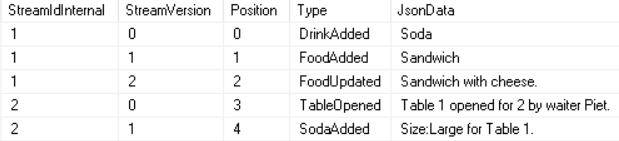 StreamIdInternal StreamVersion Position Type JsonData
1 0 0 DrinkAdded Soda
1 1 1 FoodAdded Sandwich
1 2 2 FoodUpdated Sandwich with cheese.
2 0 3 TableOpened Table 1 opened for 2 by waiter Piet.
2 1 4 SodaAdded Size:Large for Table 1.